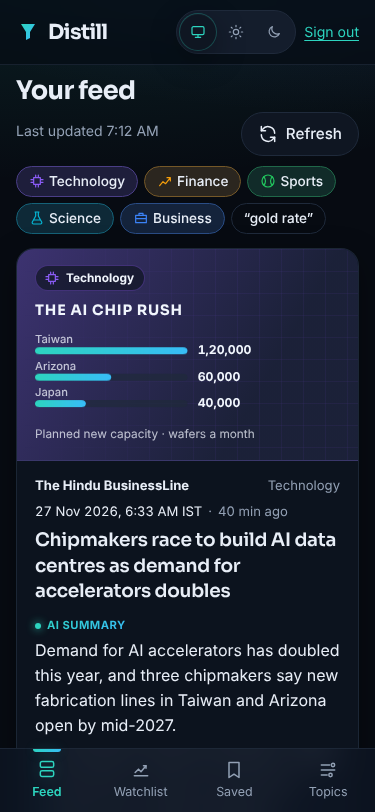 Distill
Sign out
Your feed
Last updated 7:12 AM
Refresh
Technology
Finance
Sports
Science
Business
“gold rate”
Technology
THE AI CHIP RUSH
Taiwan
1,20,000
Arizona
60,000
Japan
40,000
Planned new capacity · wafers a month
The Hindu BusinessLine
Technology
27 Nov 2026, 6:33 AM IST · 40 min ago
Chipmakers race to build AI data
centres as demand for
accelerators doubles
AI SUMMARY
Demand for AI accelerators has doubled
this year, and three chipmakers say new
fabrication lines in Taiwan and Arizona
open by mid-2027.
Feed
Watchlist
Saved
Topics